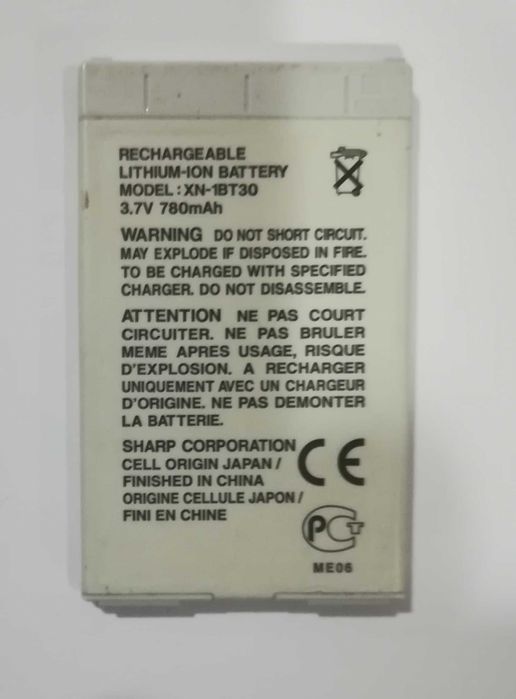 RECHARGEABLE
LITHIUM-ION BATTERY
MODEL : XN-1BT30
3.7V 780mAh
WARNING DO NOT SHORT CIRCUIT.
MAY EXPLODE IF DISPOSED IN FIRE.
TO BE CHARGED WITH SPECIFIED
CHARGER. DO NOT DISASSEMBLE.
ATTENTION NE PAS COURT
CIRCUITER. NE PAS BRULER
MEME APRES USAGE, RISQUE
D'EXPLOSION. A RECHARGER
UNIQUEMENT AVEC UN CHARGEUR
D'ORIGINE. NE PAS DEMONTER
LA BATTERIE.
SHARP CORPORATION
CELL ORIGIN JAPAN /
FINISHED IN CHINA
ORIGINE CELLULE JAPON /
FINI EN CHINE
CE
PCT
ME06